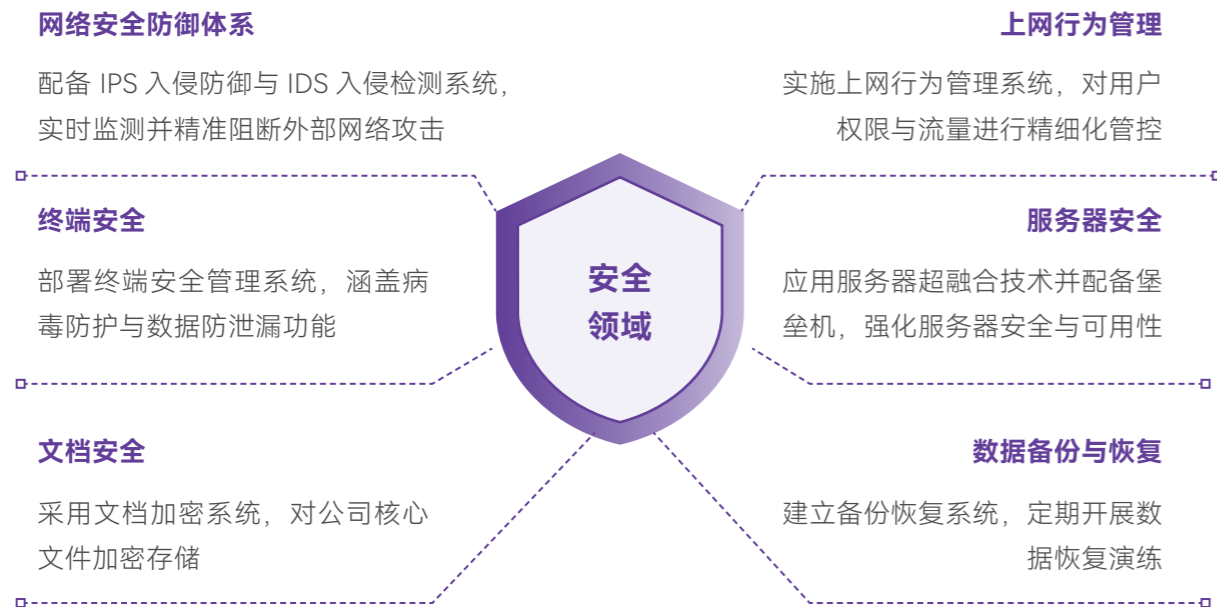 网络安全防御体系
配备 IPS 入侵防御与 IDS 入侵检测系统，
实时监测并精准阻断外部网络攻击
上网行为管理
实施上网行为管理系统，对用户
权限与流量进行精细化管控
终端安全
部署终端安全管理系统，涵盖病
毒防护与数据防泄漏功能
安全
领域
服务器安全
应用服务器超融合技术并配备堡
垒机，强化服务器安全与可用性
文档安全
采用文档加密系统，对公司核心
文件加密存储
数据备份与恢复
建立备份恢复系统，定期开展数
据恢复演练